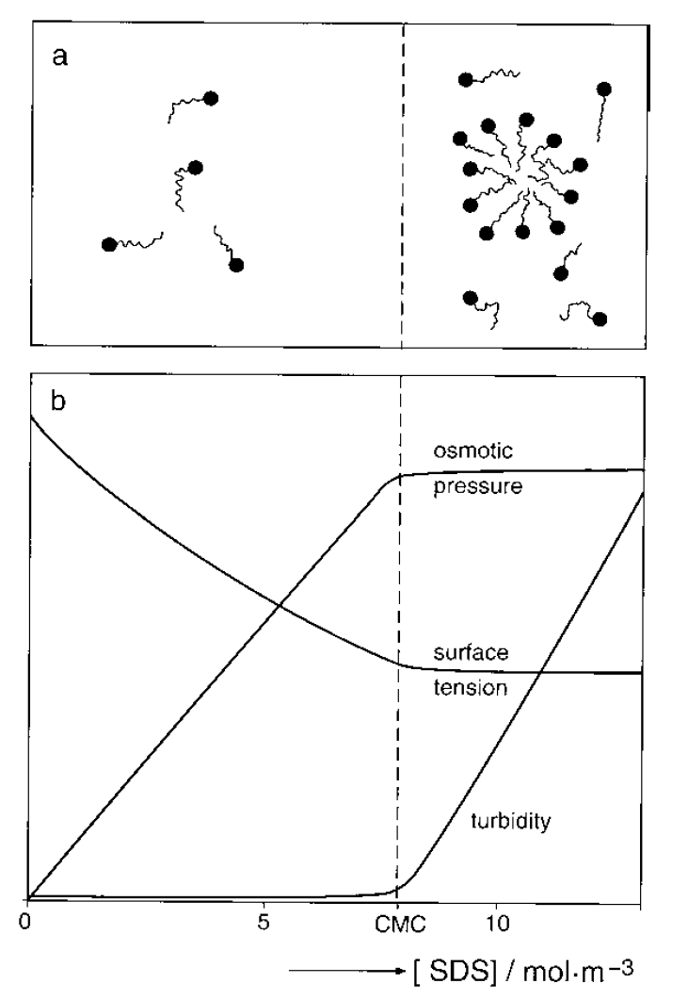 a
b
osmotic
pressure
surface
tension
turbidity
0 5 CMC 10
[ SDS] / mol·m⁻³